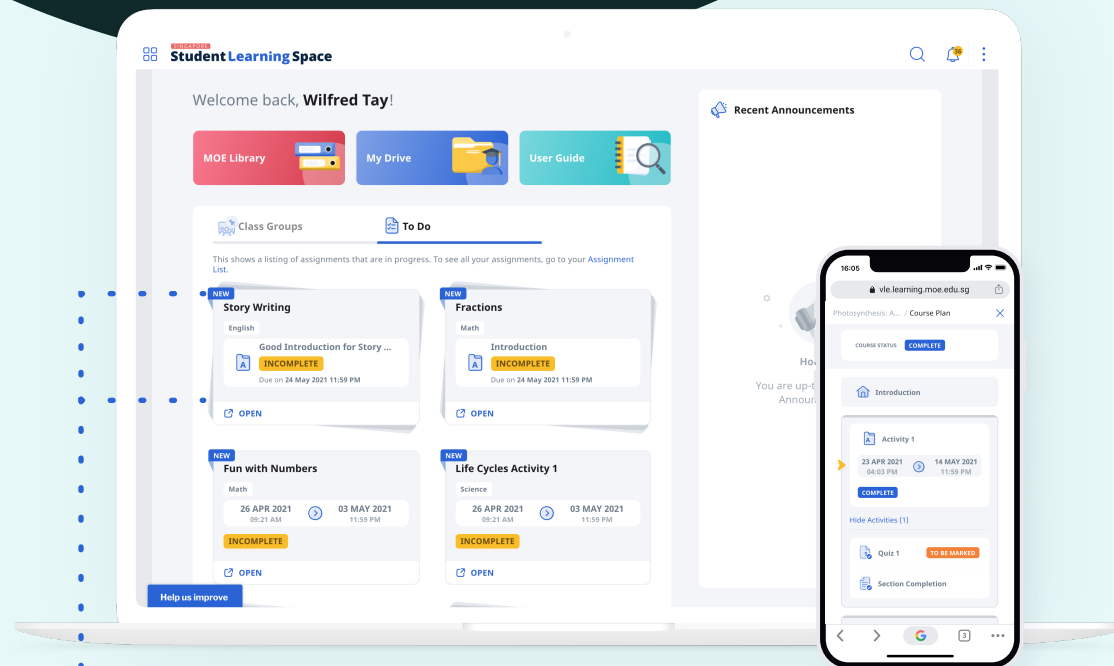 SINGAPORE
Student Learning Space
36
Welcome back, Wilfred Tay!
MOE Library
My Drive
User Guide
Class Groups
To Do
This shows a listing of assignments that are in progress. To see all your assignments, go to your Assignment
List.
NEW
Story Writing
English
A
Good Introduction for Story ...
INCOMPLETE
Due on 24 May 2021 11:59 PM
OPEN
NEW
Fractions
Math
A
Introduction
INCOMPLETE
Due on 24 May 2021 11:59 PM
OPEN
NEW
Fun with Numbers
Math
26 APR 2021
09:21 AM
03 MAY 2021
11:59 PM
INCOMPLETE
OPEN
NEW
Life Cycles Activity 1
Science
26 APR 2021
09:21 AM
03 MAY 2021
11:59 PM
INCOMPLETE
OPEN
Help us improve
Recent Announcements
You are up-t
Announ
16:05
vle.learning.moe.edu.sg
Photosynthesis; A... / Course Plan
COURSE STATUS COMPLETE
Introduction
A
Activity 1
23 APR 2021
04:03 PM
14 MAY 2021
11:59 PM
COMPLETE
Hide Activities (1)
Quiz 1
TO BE MARKED
Section Completion
G
3